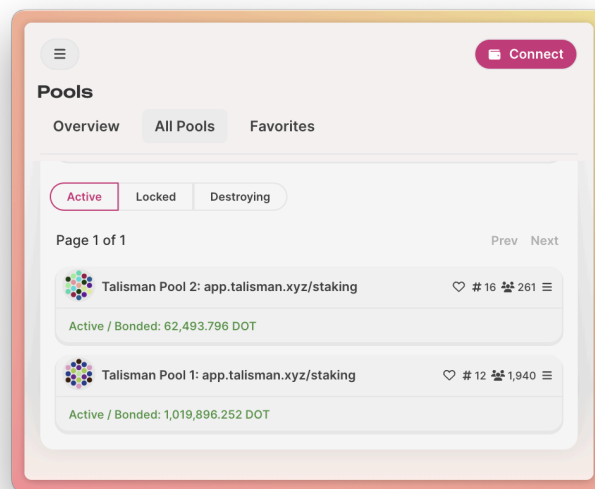 Connect
Pools
Overview All Pools Favorites
Active Locked Destroying
Page 1 of 1 Prev Next
Talisman Pool 2: app.talisman.xyz/staking # 16 261
Active / Bonded: 62,493.796 DOT
Talisman Pool 1: app.talisman.xyz/staking # 12 1,940
Active / Bonded: 1,019,896.252 DOT